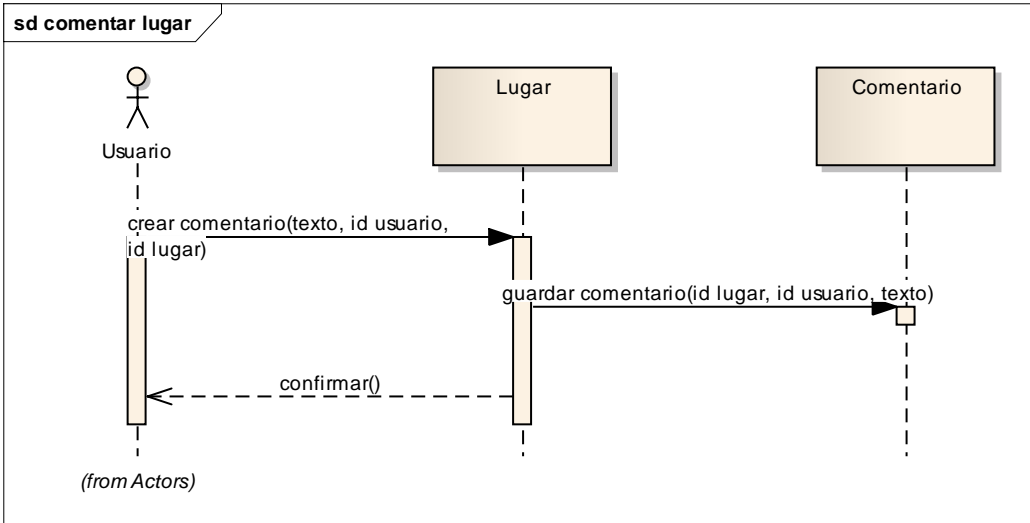 sd comentar lugar
Usuario
Lugar
Comentario
crear comentario(texto, id usuario,
id lugar)
guardar comentario(id lugar, id usuario, texto)
confirmar()
(from Actors)